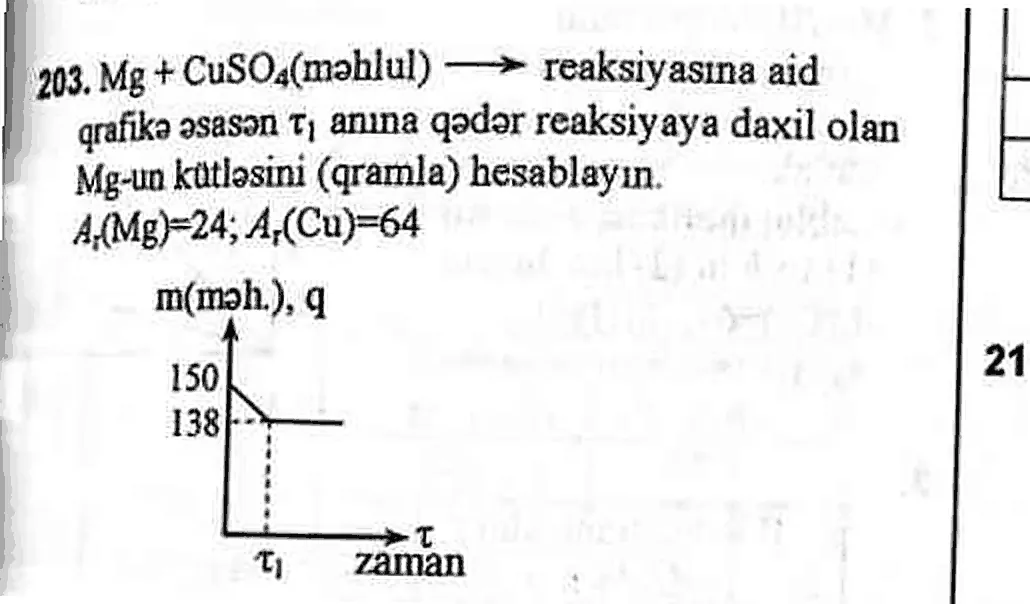 203. Mg + CuSO₄(məhlul) ⟶ reaksiyasına aid
qrafikə əsasən τ₁ anına qədər reaksiyaya daxil olan
Mg-un kütləsini (qramla) hesablayın.
Aᵣ(Mg)=24; Aᵣ(Cu)=64
m(məh.), q
150
138
τ
τ₁ zaman
21